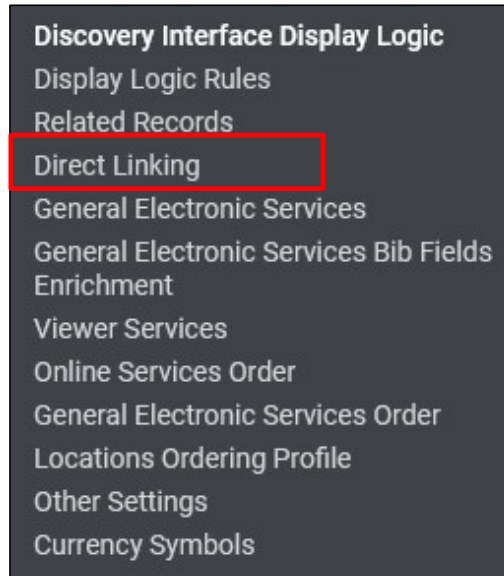 Discovery Interface Display Logic
Display Logic Rules
Related Records
Direct Linking
General Electronic Services
General Electronic Services Bib Fields
Enrichment
Viewer Services
Online Services Order
General Electronic Services Order
Locations Ordering Profile
Other Settings
Currency Symbols